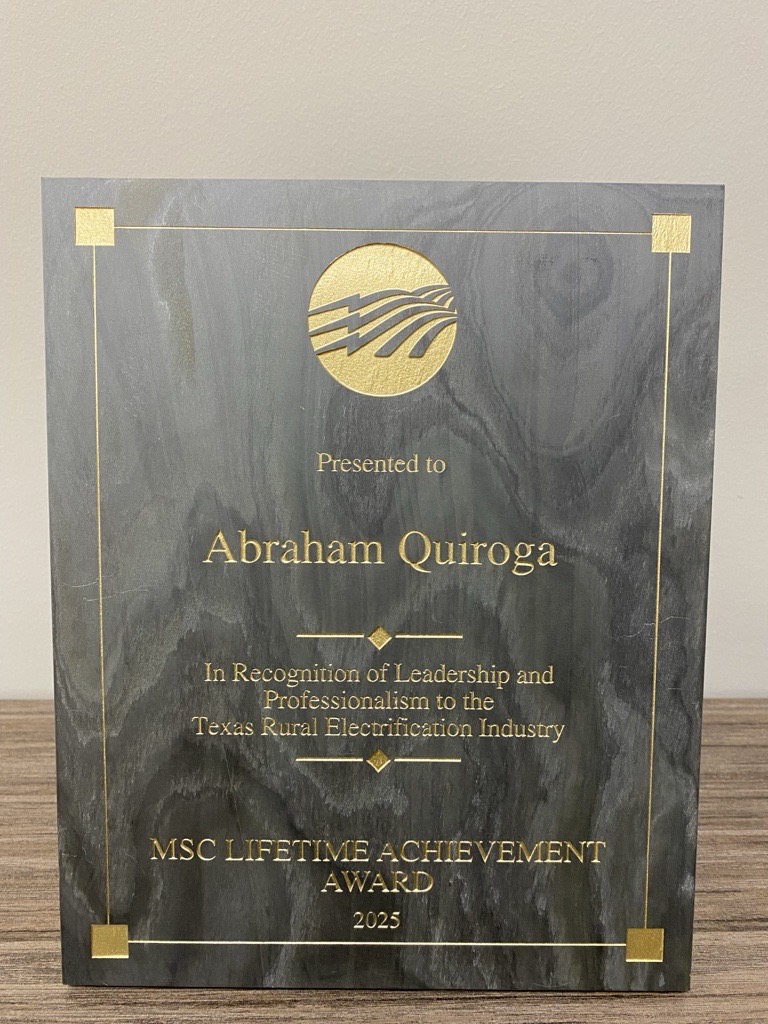 Presented to
Abraham Quiroga
In Recognition of Leadership and
Professionalism to the
Texas Rural Electrification Industry
MSC LIFETIME ACHIEVEMENT
AWARD
2025